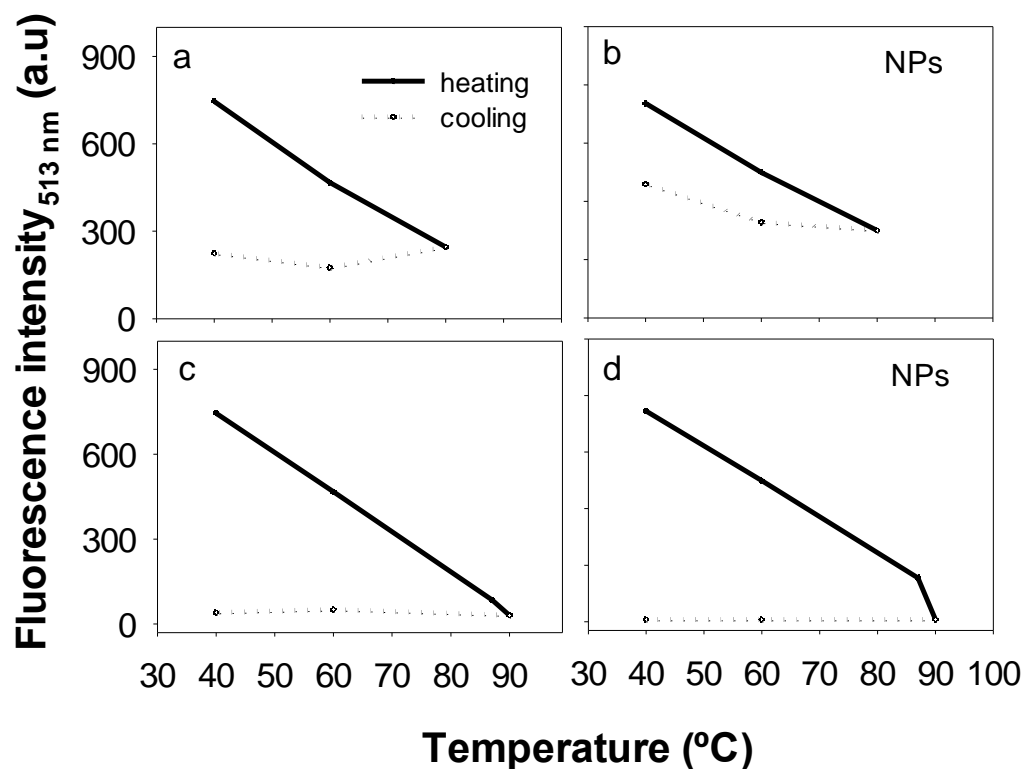 Fluorescence intensity513 nm (a.u)
900
600
300
0
a
heating
cooling
b
NPs
900
600
300
0
c
d
NPs
30 40 50 60 70 80 90
30 40 50 60 70 80 90 100
Temperature (ºC)